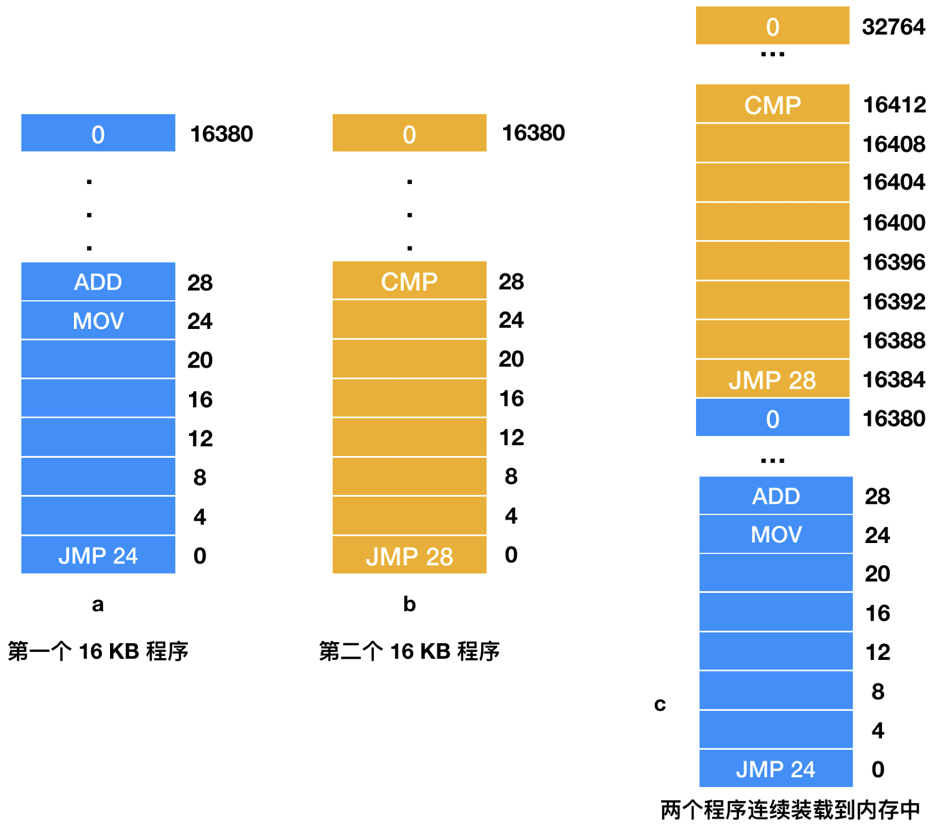 0 16380
.
.
.
ADD 28
MOV 24
20
16
12
8
4
JMP 24 0
a
第一个 16 KB 程序
0 16380
.
.
.
CMP 28
24
20
16
12
8
4
JMP 28 0
b
第二个 16 KB 程序
0 32764
...
CMP 16412
16408
16404
16400
16396
16392
16388
JMP 28 16384
0 16380
...
ADD 28
MOV 24
20
16
12
8
c
4
JMP 24 0
两个程序连续装载到内存中